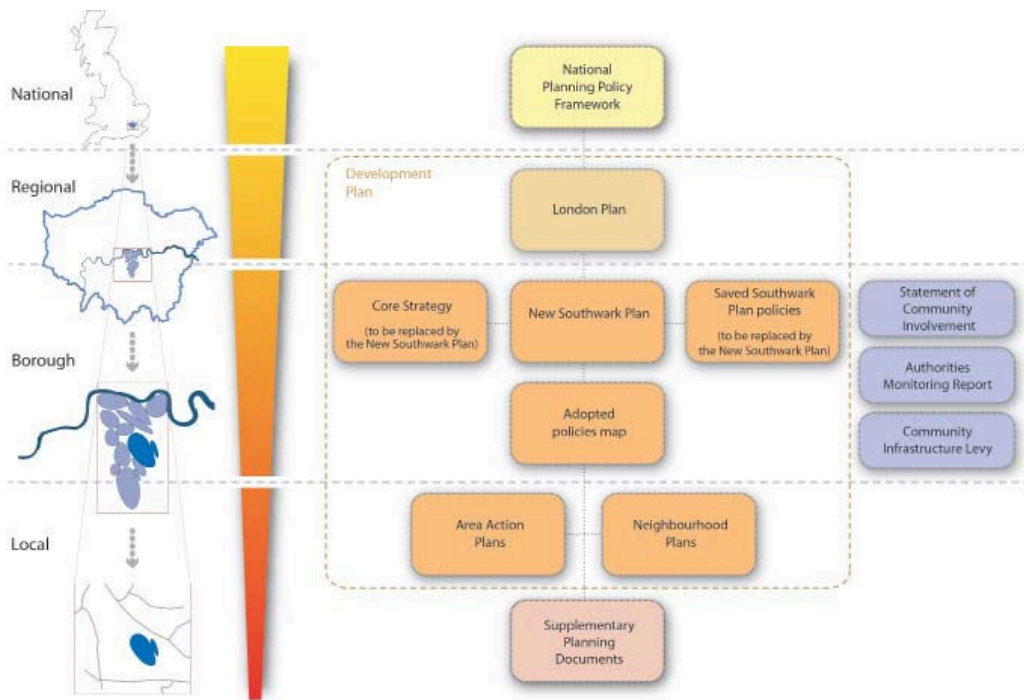 National
National
Planning Policy
Framework
Regional
Development
Plan
London Plan
Borough
Core Strategy
(to be replaced by
the New Southwark Plan)
New Southwark Plan
Saved Southwark
Plan policies
(to be replaced by
the New Southwark Plan)
Statement of
Community
Involvement
Authorities
Monitoring Report
Adopted
policies map
Community
Infrastructure Levy
Local
Area Action
Plans
Neighbourhood
Plans
Supplementary
Planning
Documents